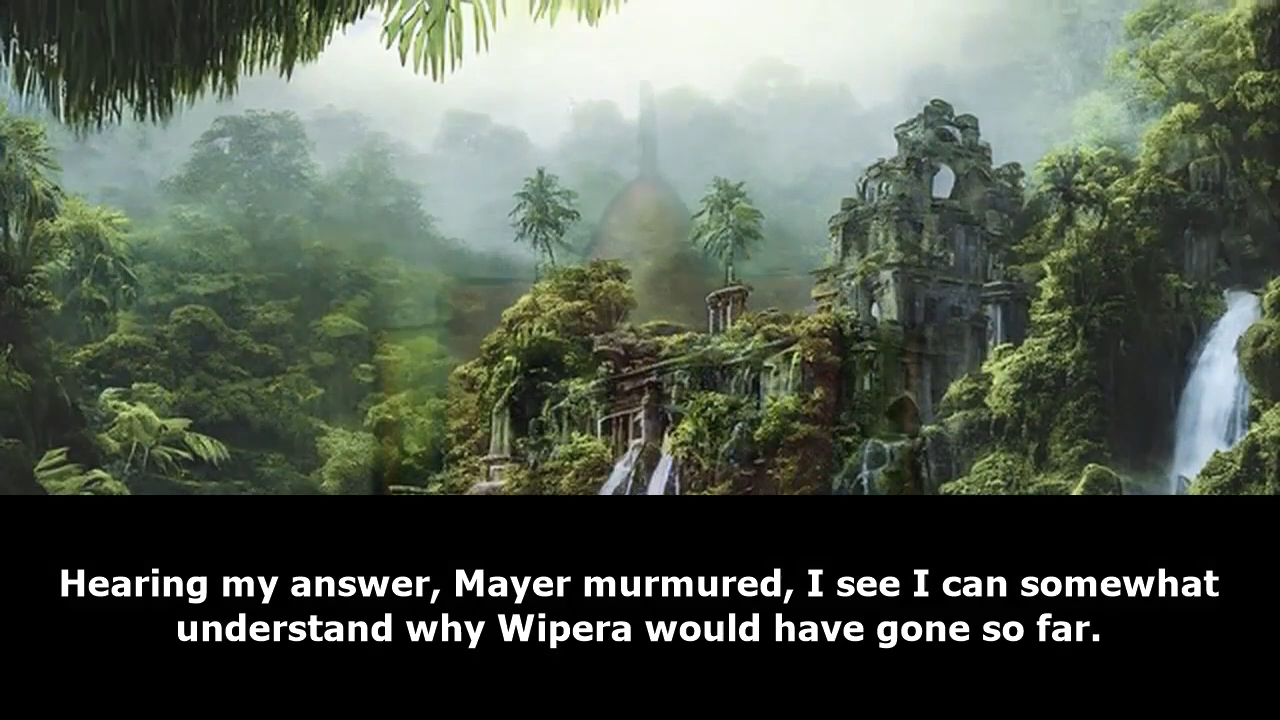 Hearing my answer, Mayer murmured, I see I can somewhat
understand why Wipera would have gone so far.